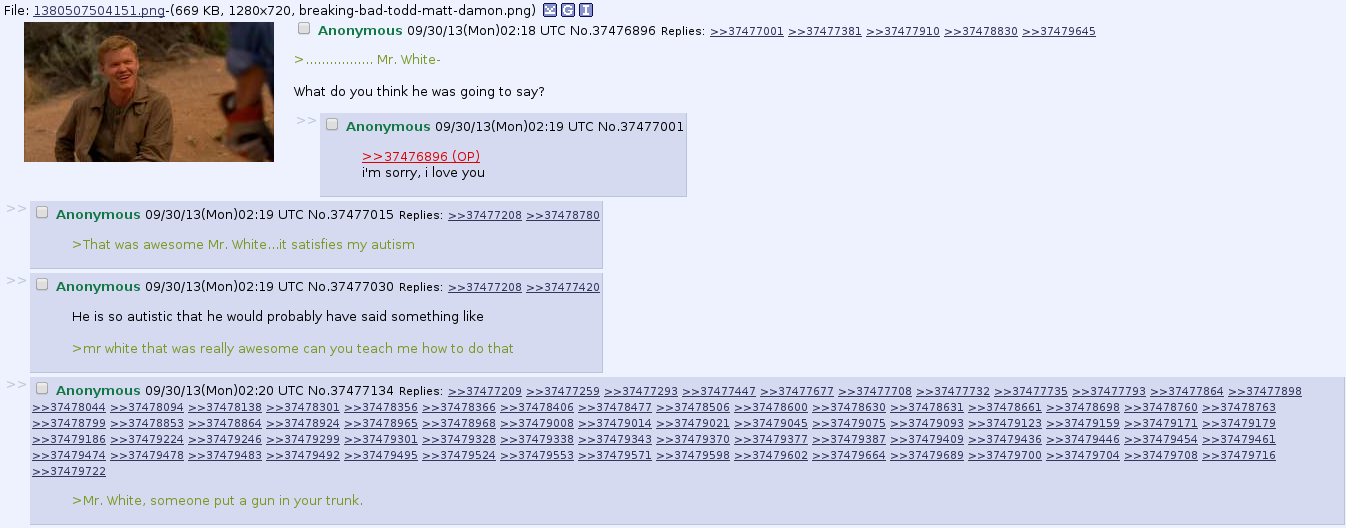 File: 1380507504151.png-(669 KB, 1280x720, breaking-bad-todd-matt-damon.png)
Anonymous 09/30/13(Mon)02:18 UTC No.37476896 Replies: >>37477001 >>37477381 >>37477910 >>37478830 >>37479645
>................. Mr. White-
What do you think he was going to say?
>> Anonymous 09/30/13(Mon)02:19 UTC No.37477001
>>37476896 (OP)
i'm sorry, i love you
>> Anonymous 09/30/13(Mon)02:19 UTC No.37477015 Replies: >>37477208 >>37478780
>That was awesome Mr. White...it satisfies my autism
>> Anonymous 09/30/13(Mon)02:19 UTC No.37477030 Replies: >>37477208 >>37477420
He is so autistic that he would probably have said something like
>mr white that was really awesome can you teach me how to do that
>> Anonymous 09/30/13(Mon)02:20 UTC No.37477134 Replies: >>37477209 >>37477259 >>37477293 >>37477447 >>37477677 >>37477708 >>37477732 >>37477735 >>37477793 >>37477864 >>37477898
>>37478044 >>37478094 >>37478138 >>37478301 >>37478356 >>37478366 >>37478406 >>37478477 >>37478506 >>37478600 >>37478630 >>37478631 >>37478661 >>37478698 >>37478760 >>37478763
>>37478799 >>37478853 >>37478864 >>37478924 >>37478965 >>37478968 >>37479008 >>37479014 >>37479021 >>37479045 >>37479075 >>37479093 >>37479123 >>37479159 >>37479171 >>37479179
>>37479186 >>37479224 >>37479246 >>37479299 >>37479301 >>37479328 >>37479338 >>37479343 >>37479370 >>37479377 >>37479387 >>37479409 >>37479436 >>37479446 >>37479454 >>37479461
>>37479474 >>37479478 >>37479483 >>37479492 >>37479495 >>37479524 >>37479553 >>37479571 >>37479598 >>37479602 >>37479664 >>37479689 >>37479700 >>37479704 >>37479708 >>37479716
>>37479722
>Mr. White, someone put a gun in your trunk.